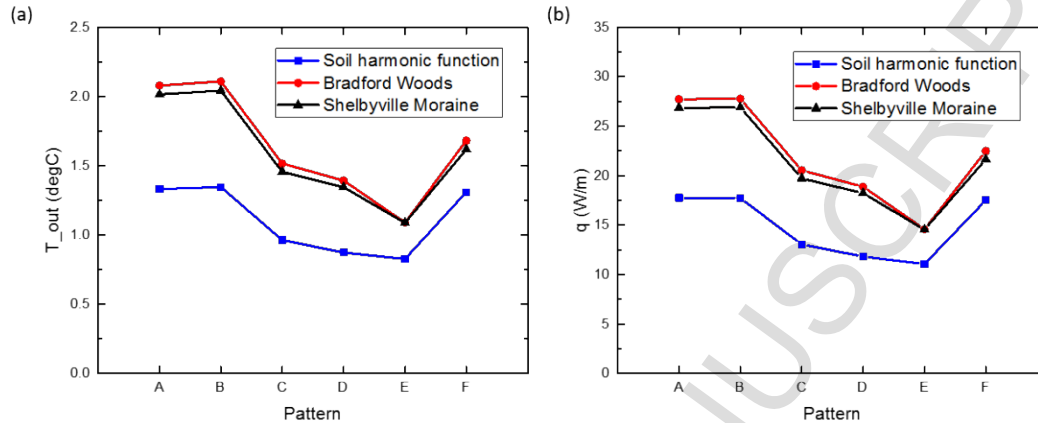 (a)
2.5
2.0
1.5
1.0
0.5
0.0
T_out (degC)
Soil harmonic function
Bradford Woods
Shelbyville Moraine
A B C D E F
Pattern
(b)
35
30
25
20
15
10
5
0
q (W/m)
Soil harmonic function
Bradford Woods
Shelbyville Moraine
A B C D E F
Pattern